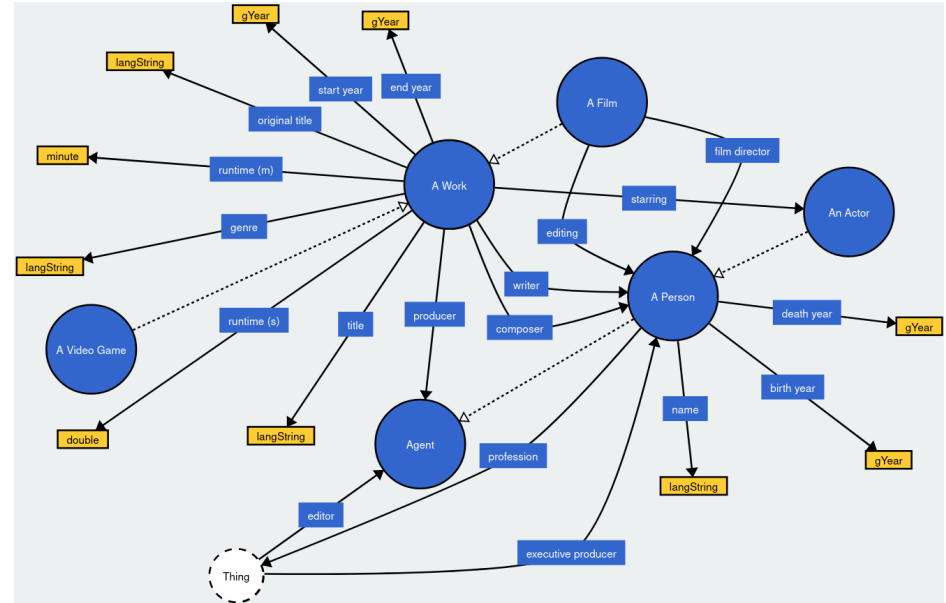 gYear
gYear
langString
start year
end year
original title
A Film
minute
runtime (m)
film director
A Work
starring
An Actor
genre
editing
langString
writer
A Person
runtime (s)
title
producer
composer
death year
gYear
A Video Game
birth year
name
double
langString
Agent
profession
gYear
langString
editor
executive producer
Thing